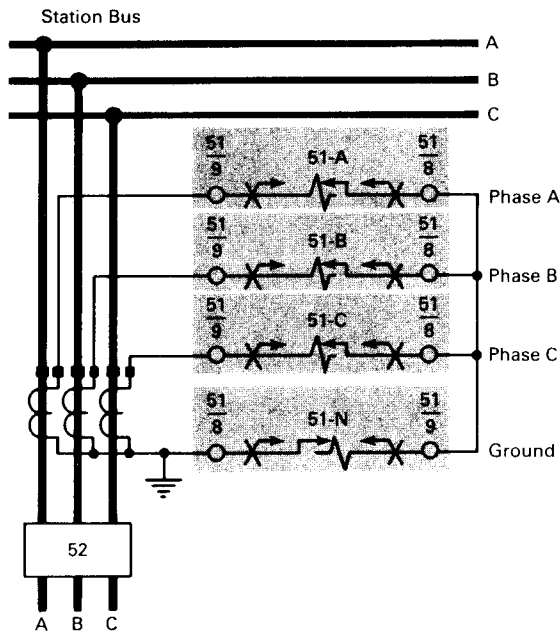 Station Bus
A
B
C
51
9
51-A
51
8
Phase A
51
9
51-B
51
8
Phase B
51
9
51-C
51
8
Phase C
51
8
51-N
51
9
Ground
52
A B C